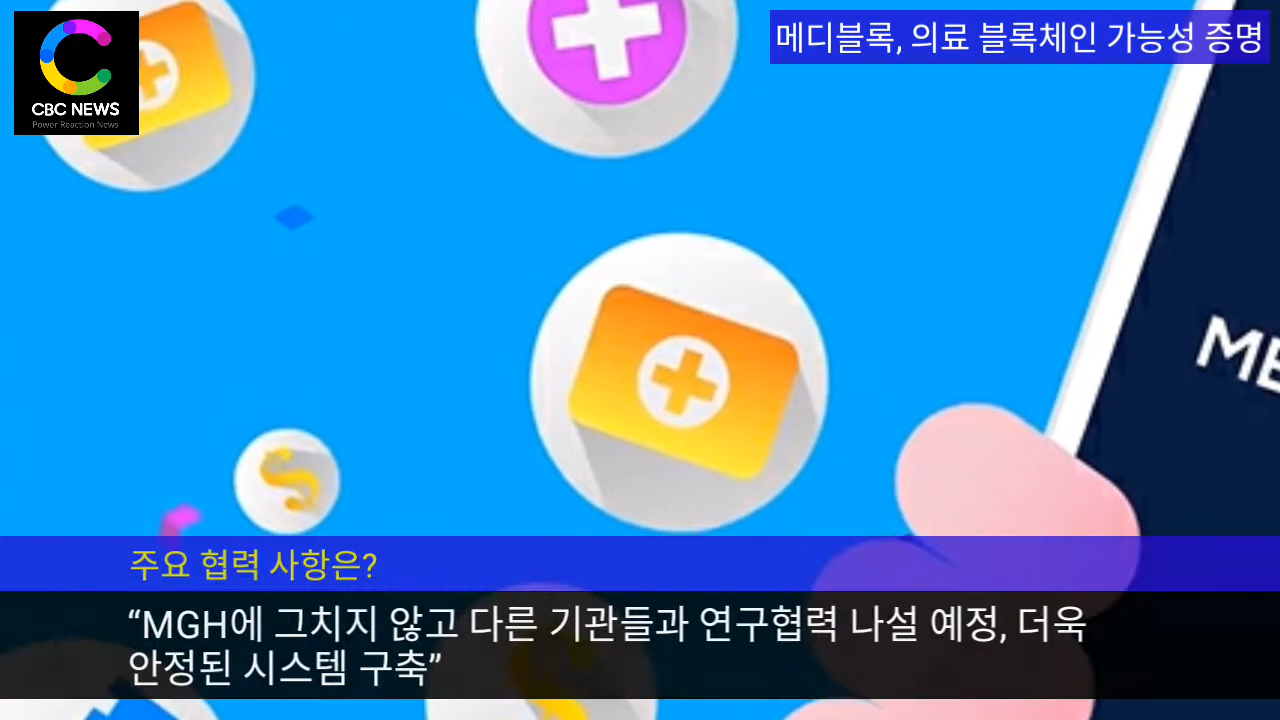 CBC NEWS
Power Reaction News
메디블록, 의료 블록체인 가능성 증명
ME
주요 협력 사항은?
“MGH에 그치지 않고 다른 기관들과 연구협력 나설 예정, 더욱
안정된 시스템 구축”